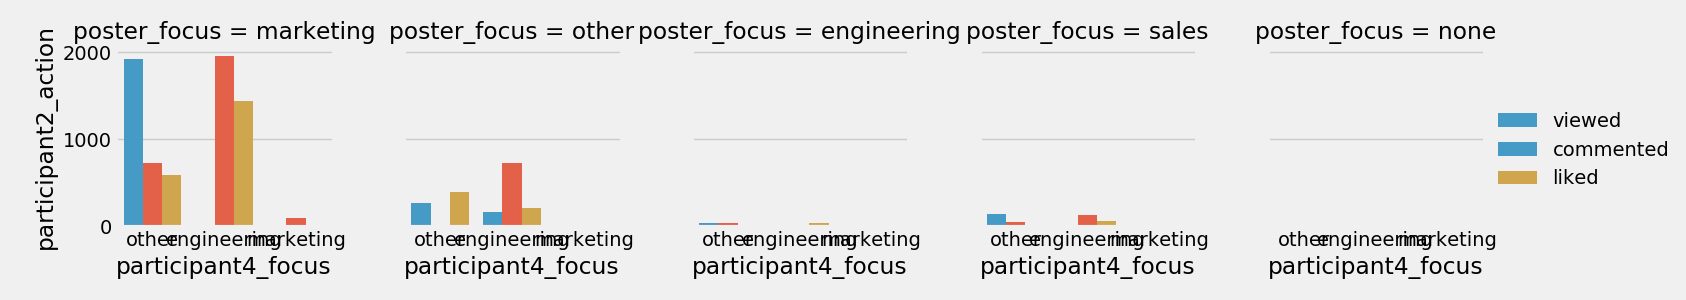 poster_focus = marketing
poster_focus = other
poster_focus = engineering
poster_focus = sales
poster_focus = none
participant2_action
2000
1000
0
other engineering marketing
other engineering marketing
other engineering marketing
other engineering marketing
other engineering marketing
participant4_focus
participant4_focus
participant4_focus
participant4_focus
participant4_focus
viewed
commented
liked